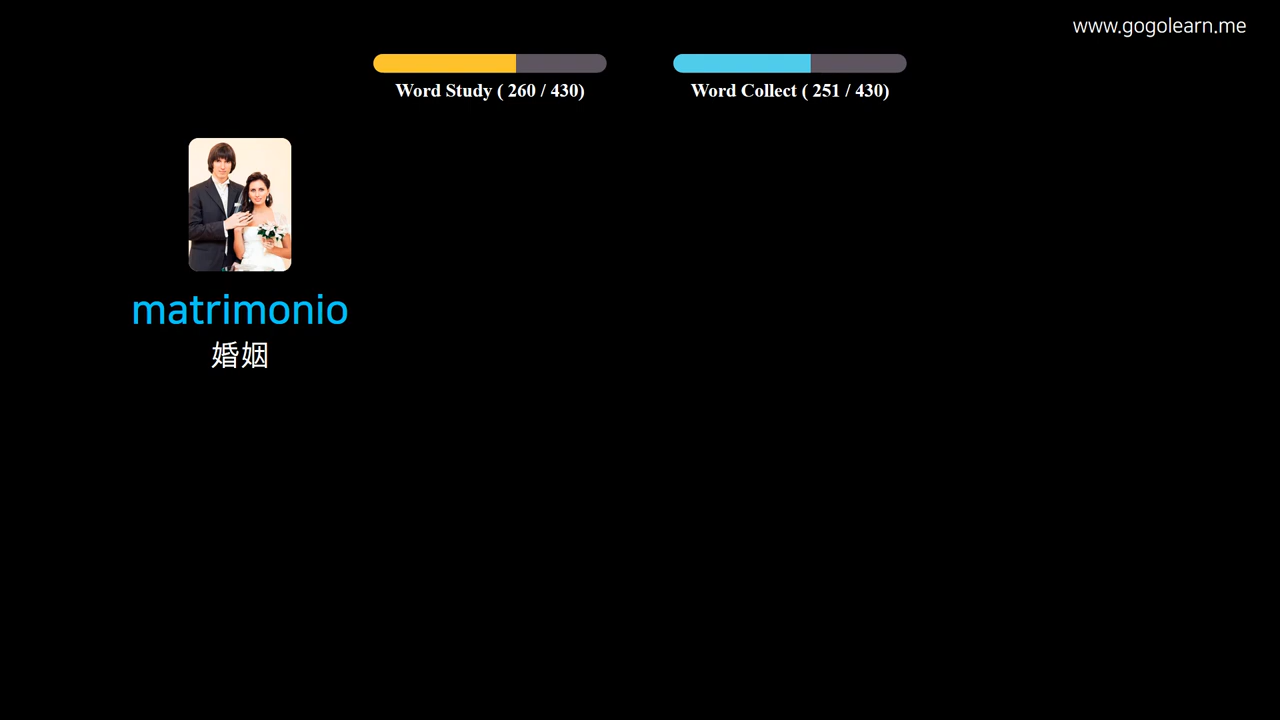 www.gogolearn.me
Word Study ( 260 / 430)
Word Collect ( 251 / 430)
matrimonio
婚姻